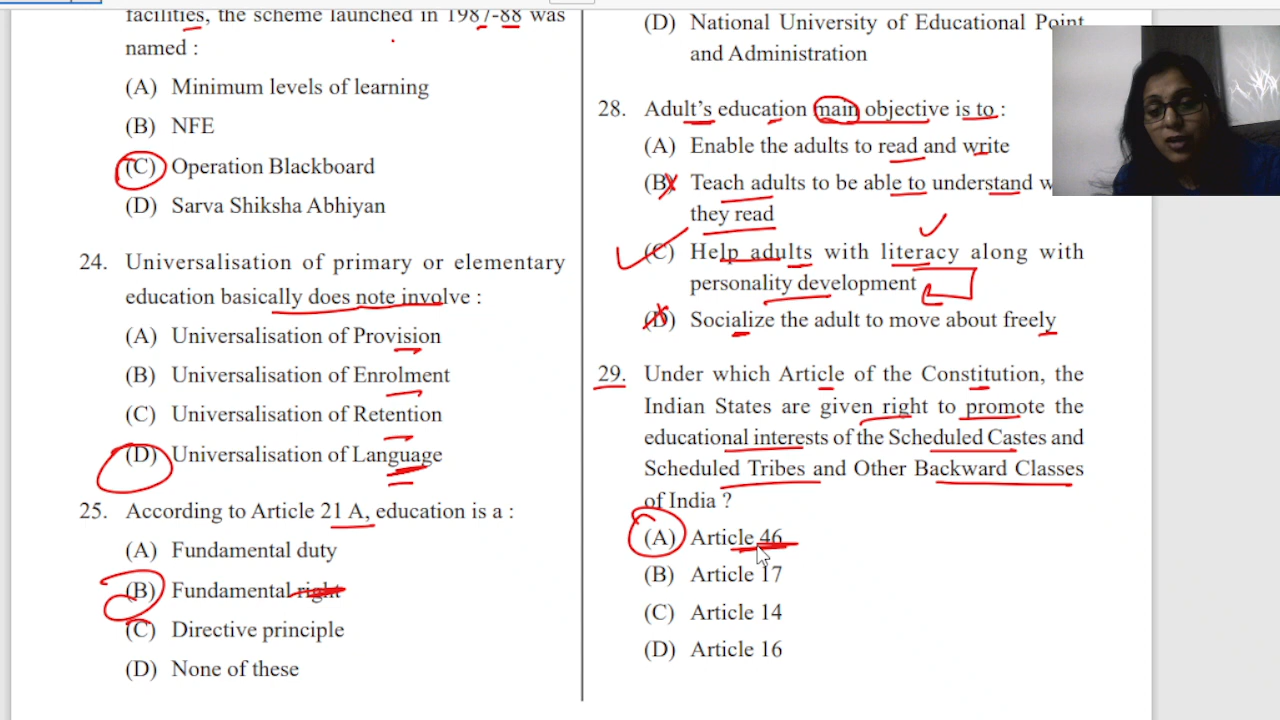 facilities, the scheme launched in 1987-88 was
named :
(A) Minimum levels of learning
(B) NFE
(C) Operation Blackboard
(D) Sarva Shiksha Abhiyan
24. Universalisation of primary or elementary
education basically does note involve :
(A) Universalisation of Provision
(B) Universalisation of Enrolment
(C) Universalisation of Retention
(D) Universalisation of Language
25. According to Article 21 A, education is a :
(A) Fundamental duty
(B) Fundamental right
(C) Directive principle
(D) None of these
(D) National University of Educational Point
and Administration
28. Adult's education main objective is to :
(A) Enable the adults to read and write
(B) Teach adults to be able to understand
they read
(C) Help adults with literacy along with
personality development
(D) Socialize the adult to move about freely
29. Under which Article of the Constitution, the
Indian States are given right to promote the
educational interests of the Scheduled Castes and
Scheduled Tribes and Other Backward Classes
of India ?
(A) Article 46
(B) Article 17
(C) Article 14
(D) Article 16